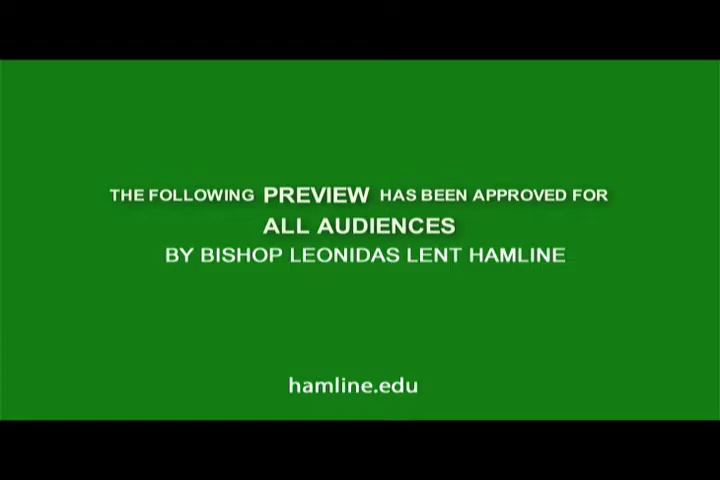 THE FOLLOWING PREVIEW HAS BEEN APPROVED FOR
ALL AUDIENCES
BY BISHOP LEONIDAS LENT HAMLINE
hamline.edu